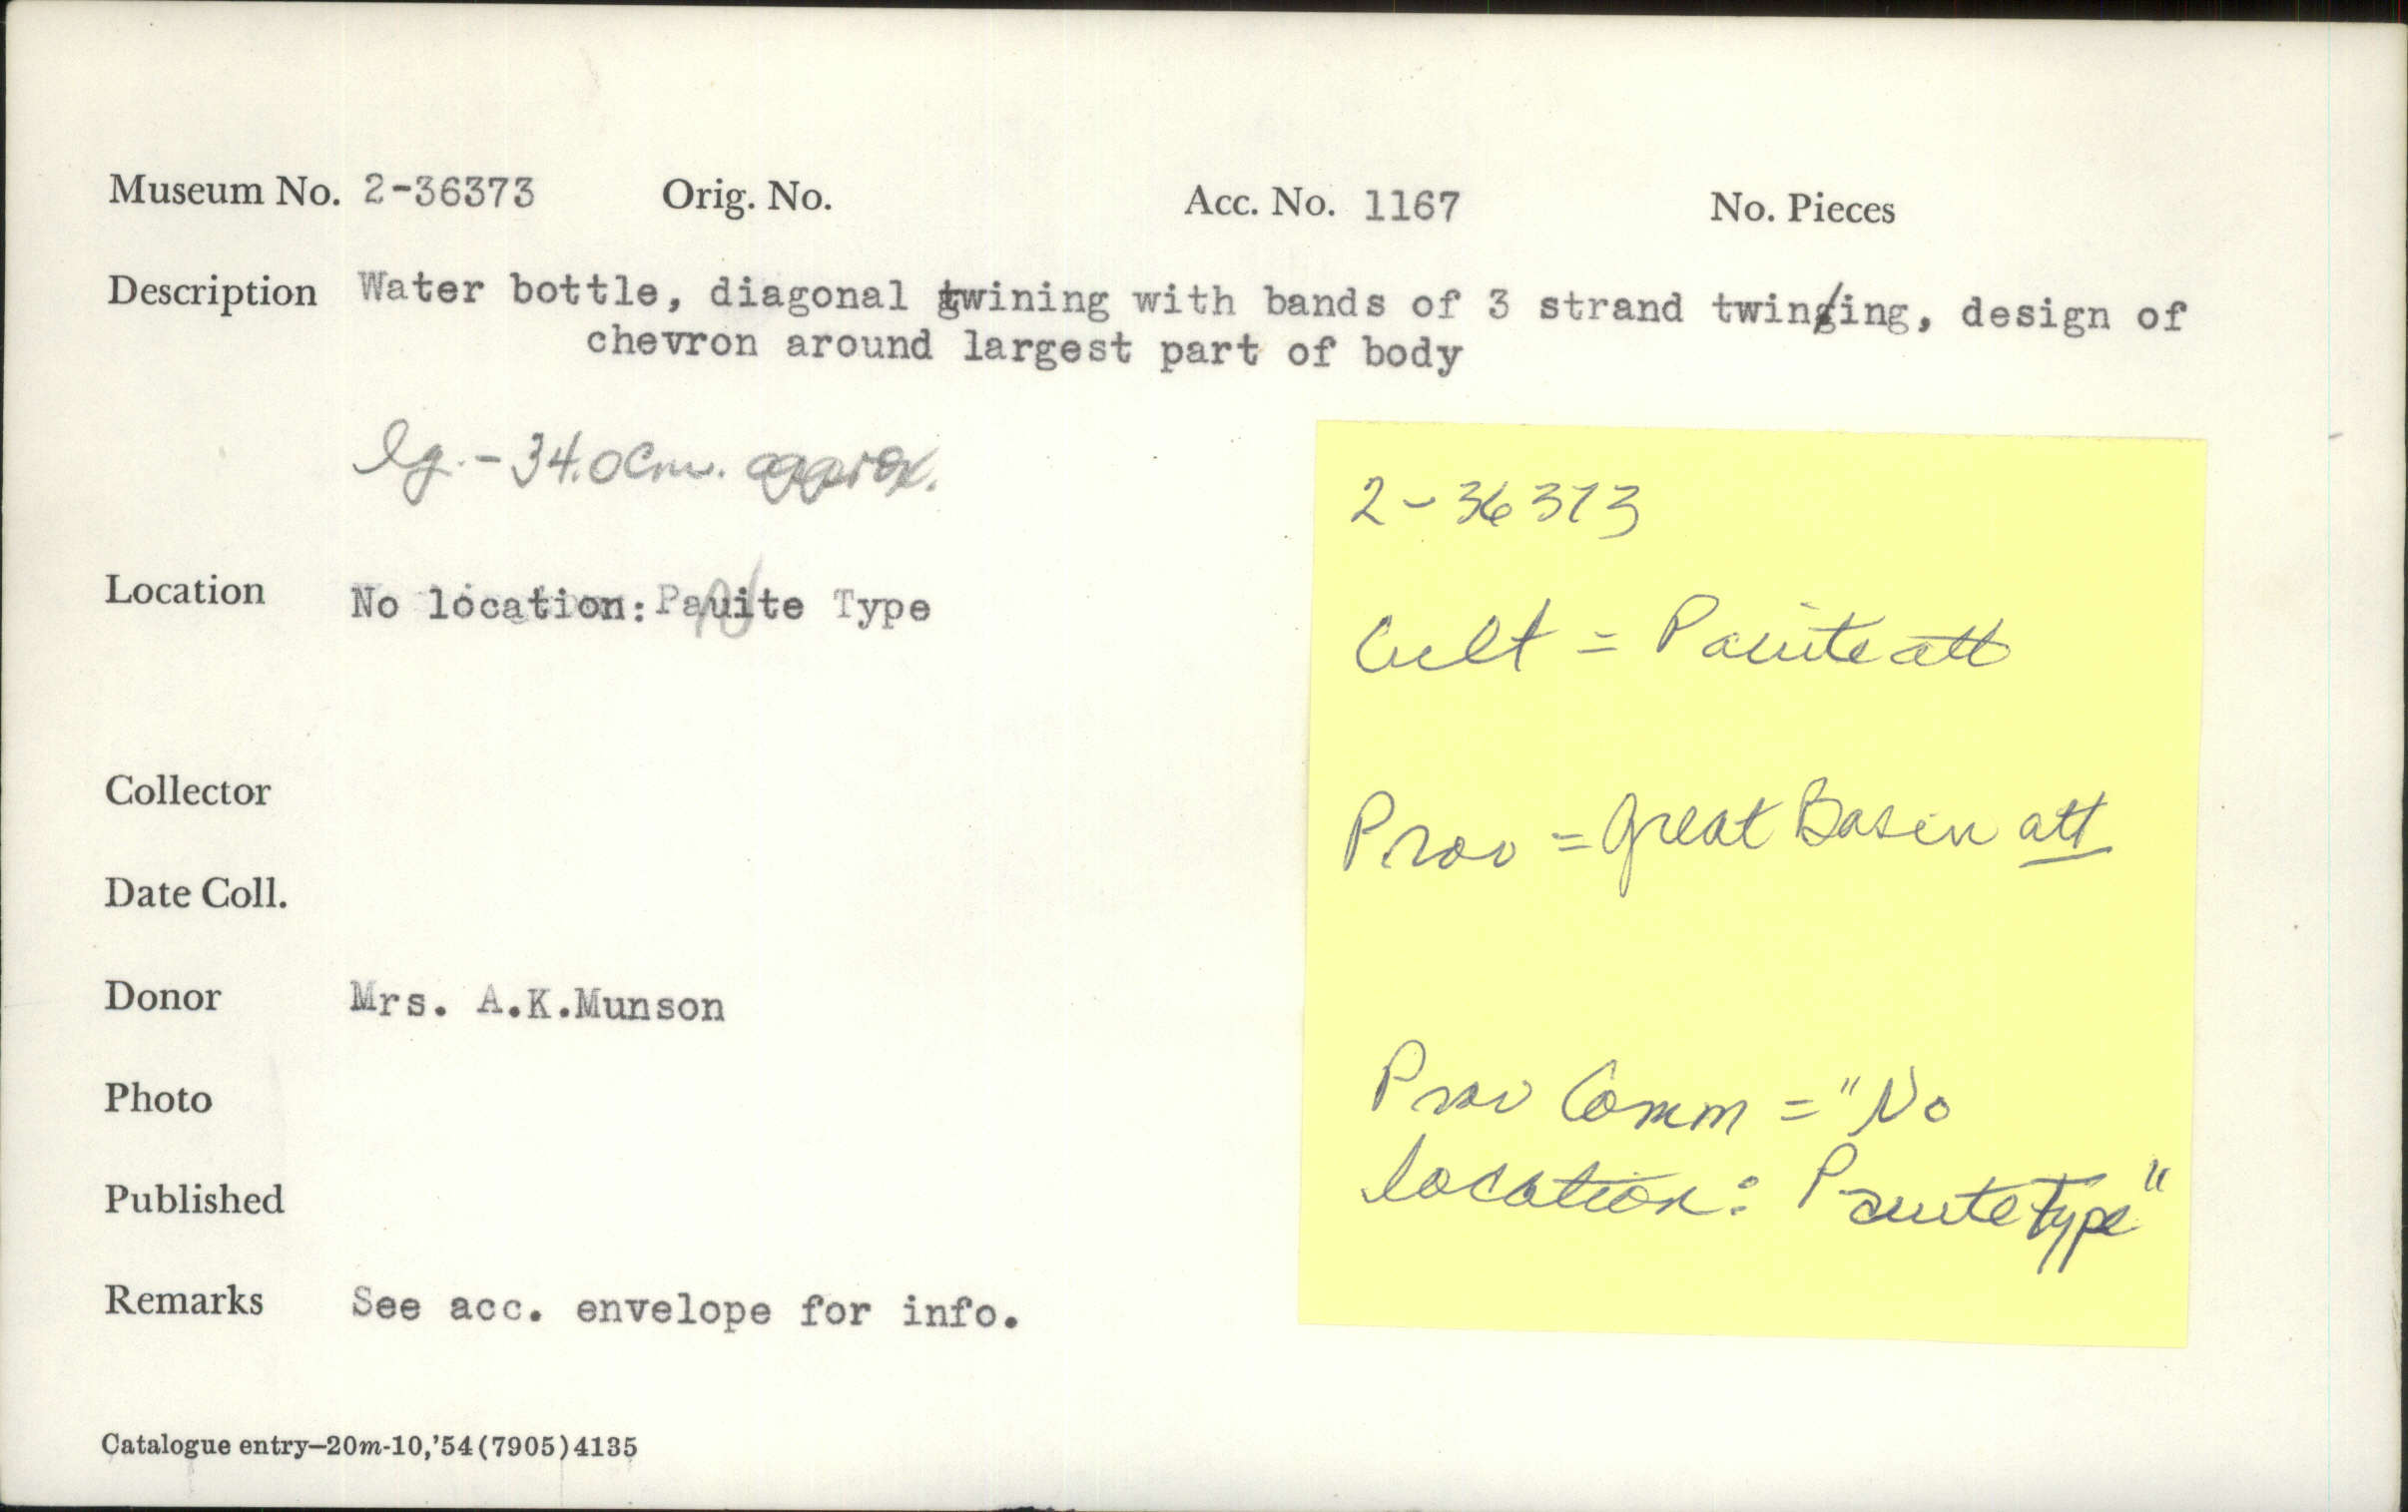 Museum No. 2-36373 Orig. No. Acc. No. 1167 No. Pieces
Description Water bottle, diagonal twining with bands of 3 strand twining, design of
chevron around largest part of body
lg. - 34.0cm. approx.
Location No location: Pauite Type
Collector
Date Coll.
Donor Mrs. A.K.Munson
Photo
Published
Remarks See acc. envelope for info.
Catalogue entry—20m-10,'54(7905)4135
2-36373
Cult = Paiute att
Prov = Great Basin att
Prov Comm = "No
location: Paiute Type"